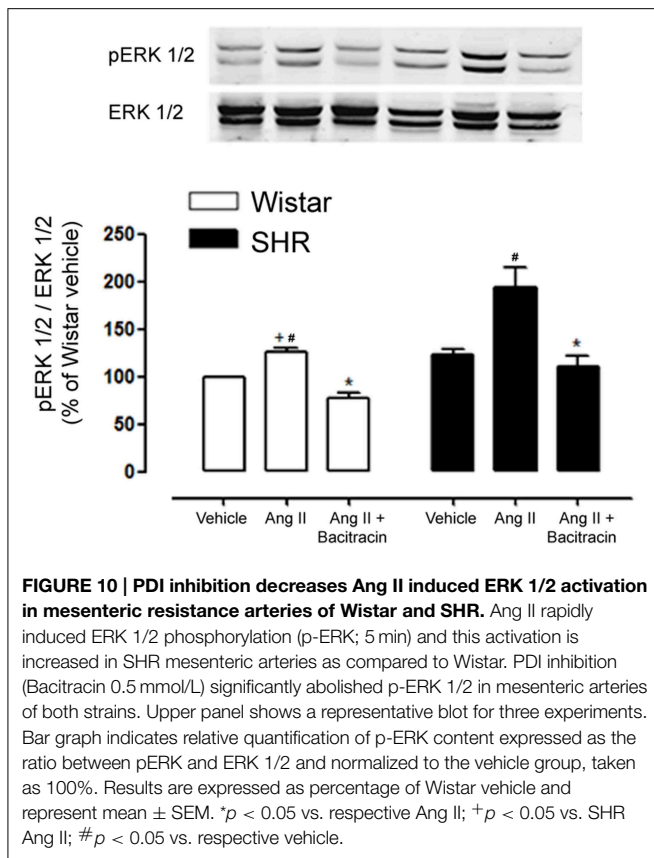 pERK 1/2
ERK 1/2
Wistar
SHR
pERK 1/2 / ERK 1/2
(% of Wistar vehicle)
250
200
150
100
50
0
+ #
*
#
*
Vehicle
Ang II
Ang II +
Bacitracin
Vehicle
Ang II
Ang II +
Bacitracin
FIGURE 10 | PDI inhibition decreases Ang II induced ERK 1/2 activation
in mesenteric resistance arteries of Wistar and SHR. Ang II rapidly
induced ERK 1/2 phosphorylation (p-ERK; 5 min) and this activation is
increased in SHR mesenteric arteries as compared to Wistar. PDI inhibition
(Bacitracin 0.5 mmol/L) significantly abolished p-ERK 1/2 in mesenteric arteries
of both strains. Upper panel shows a representative blot for three experiments.
Bar graph indicates relative quantification of p-ERK content expressed as the
ratio between pERK and ERK 1/2 and normalized to the vehicle group, taken
as 100%. Results are expressed as percentage of Wistar vehicle and
represent mean ± SEM. *p < 0.05 vs. respective Ang II; +p < 0.05 vs. SHR
Ang II; #p < 0.05 vs. respective vehicle.